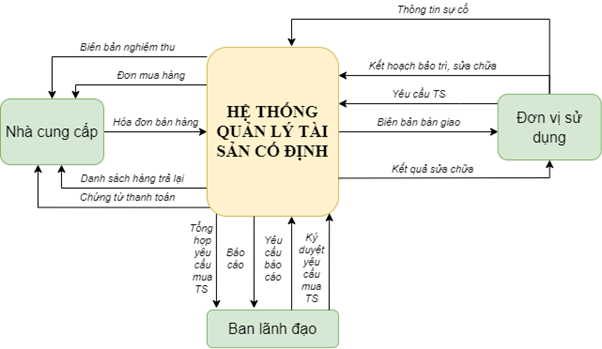 Thông tin sự cố
Biên bản nghiệm thu
Kết hoạch bảo trì, sửa chữa
Đơn mua hàng
Yêu cầu TS
HỆ THỐNG
QUẢN LÝ TÀI
SẢN CỐ ĐỊNH
Nhà cung cấp
Hóa đơn bán hàng
Biên bản bàn giao
Đơn vị sử
dụng
Danh sách hàng trả lại
Kết quả sửa chữa
Chứng từ thanh toán
Tổng
hợp
yêu
cầu
mua
TS
Báo
cáo
Yêu
cầu
báo
cáo
Ký
duyệt
yêu
cầu
mua
TS
Ban lãnh đạo